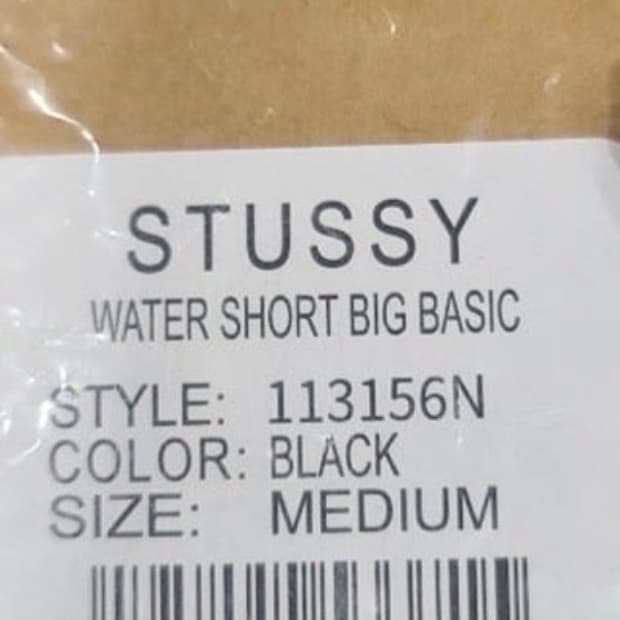 STUSSY
WATER SHORT BIG BASIC
STYLE: 113156N
COLOR: BLACK
SIZE: MEDIUM